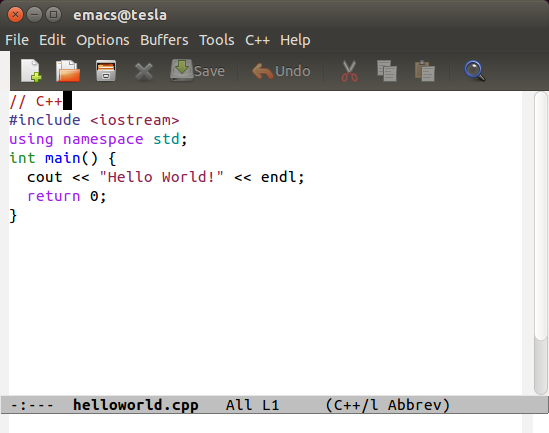 emacs@tesla
File Edit Options Buffers Tools C++ Help
Save Undo
// C++
#include <iostream>
using namespace std;
int main() {
  cout << "Hello World!" << endl;
  return 0;
}
-:--- helloworld.cpp All L1 (C++/l Abbrev)